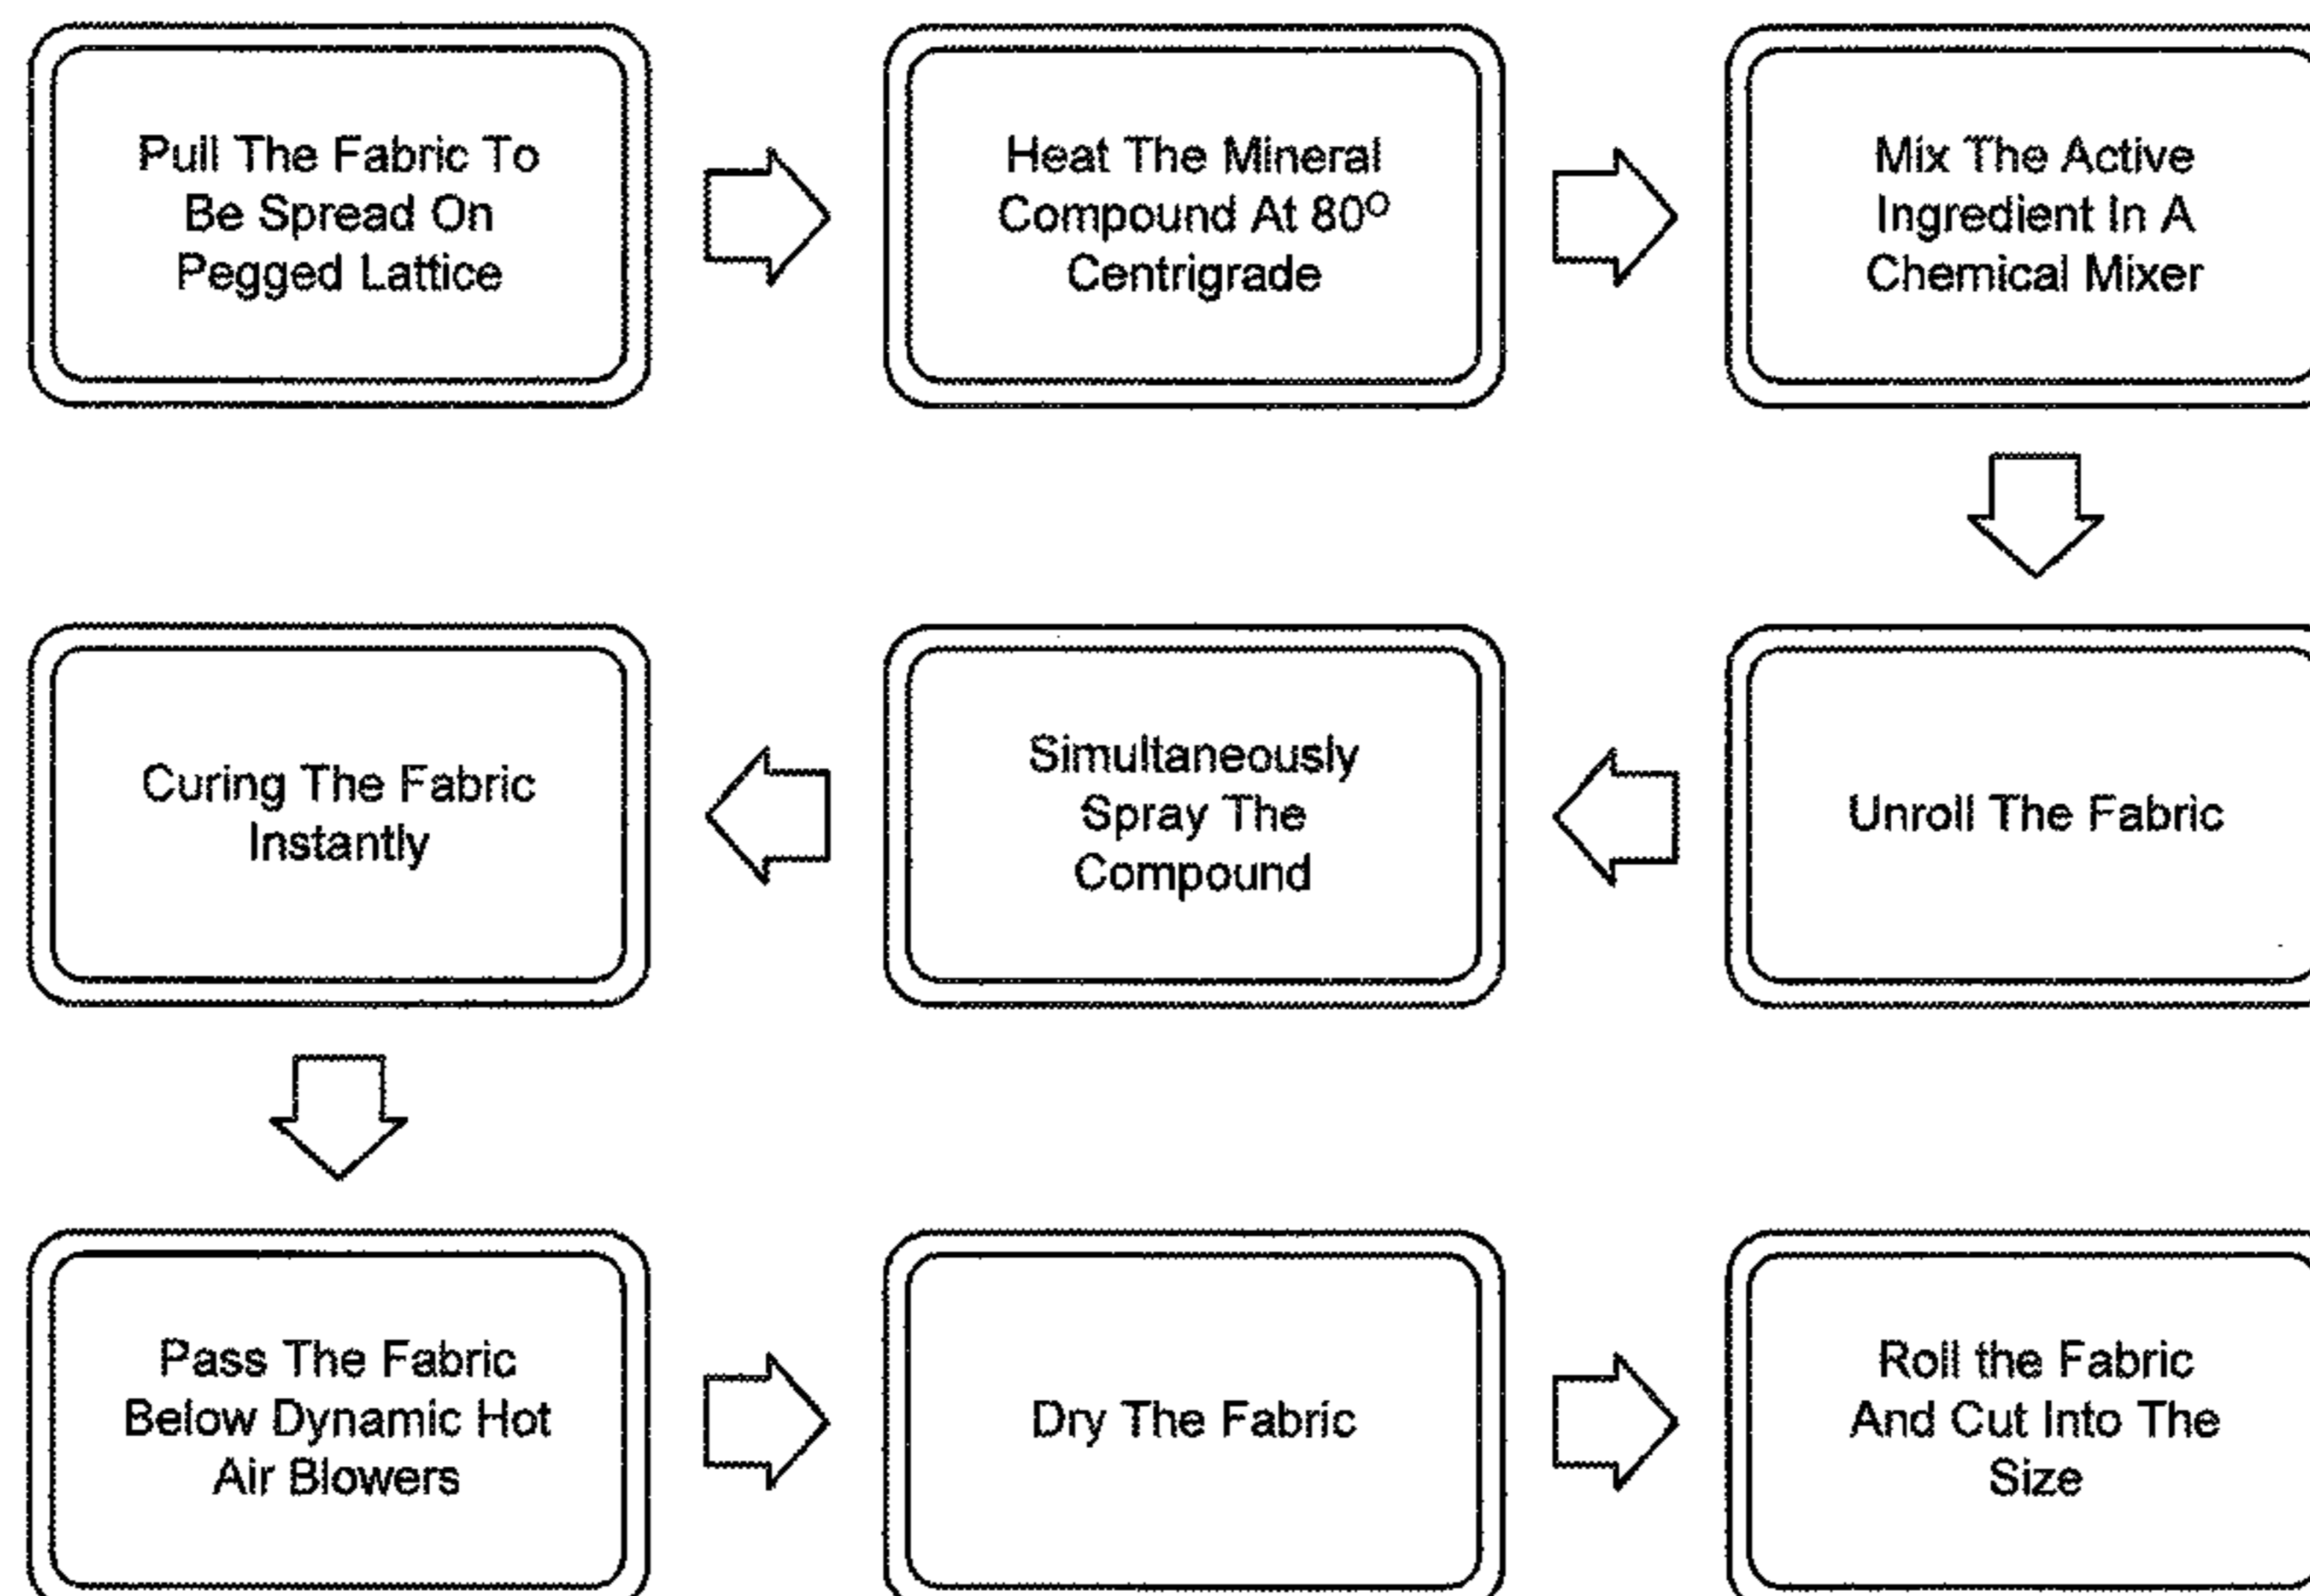 Pull The Fabric To
Be Spread On
Pegged Lattice
Heat The Mineral
Compound At 80°
Centrigrade
Mix The Active
Ingredient In A
Chemical Mixer
Unroll The Fabric
Simultaneously
Spray The
Compound
Curing The Fabric
Instantly
Pass The Fabric
Below Dynamic Hot
Air Blowers
Dry The Fabric
Roll the Fabric
And Cut Into The
Size